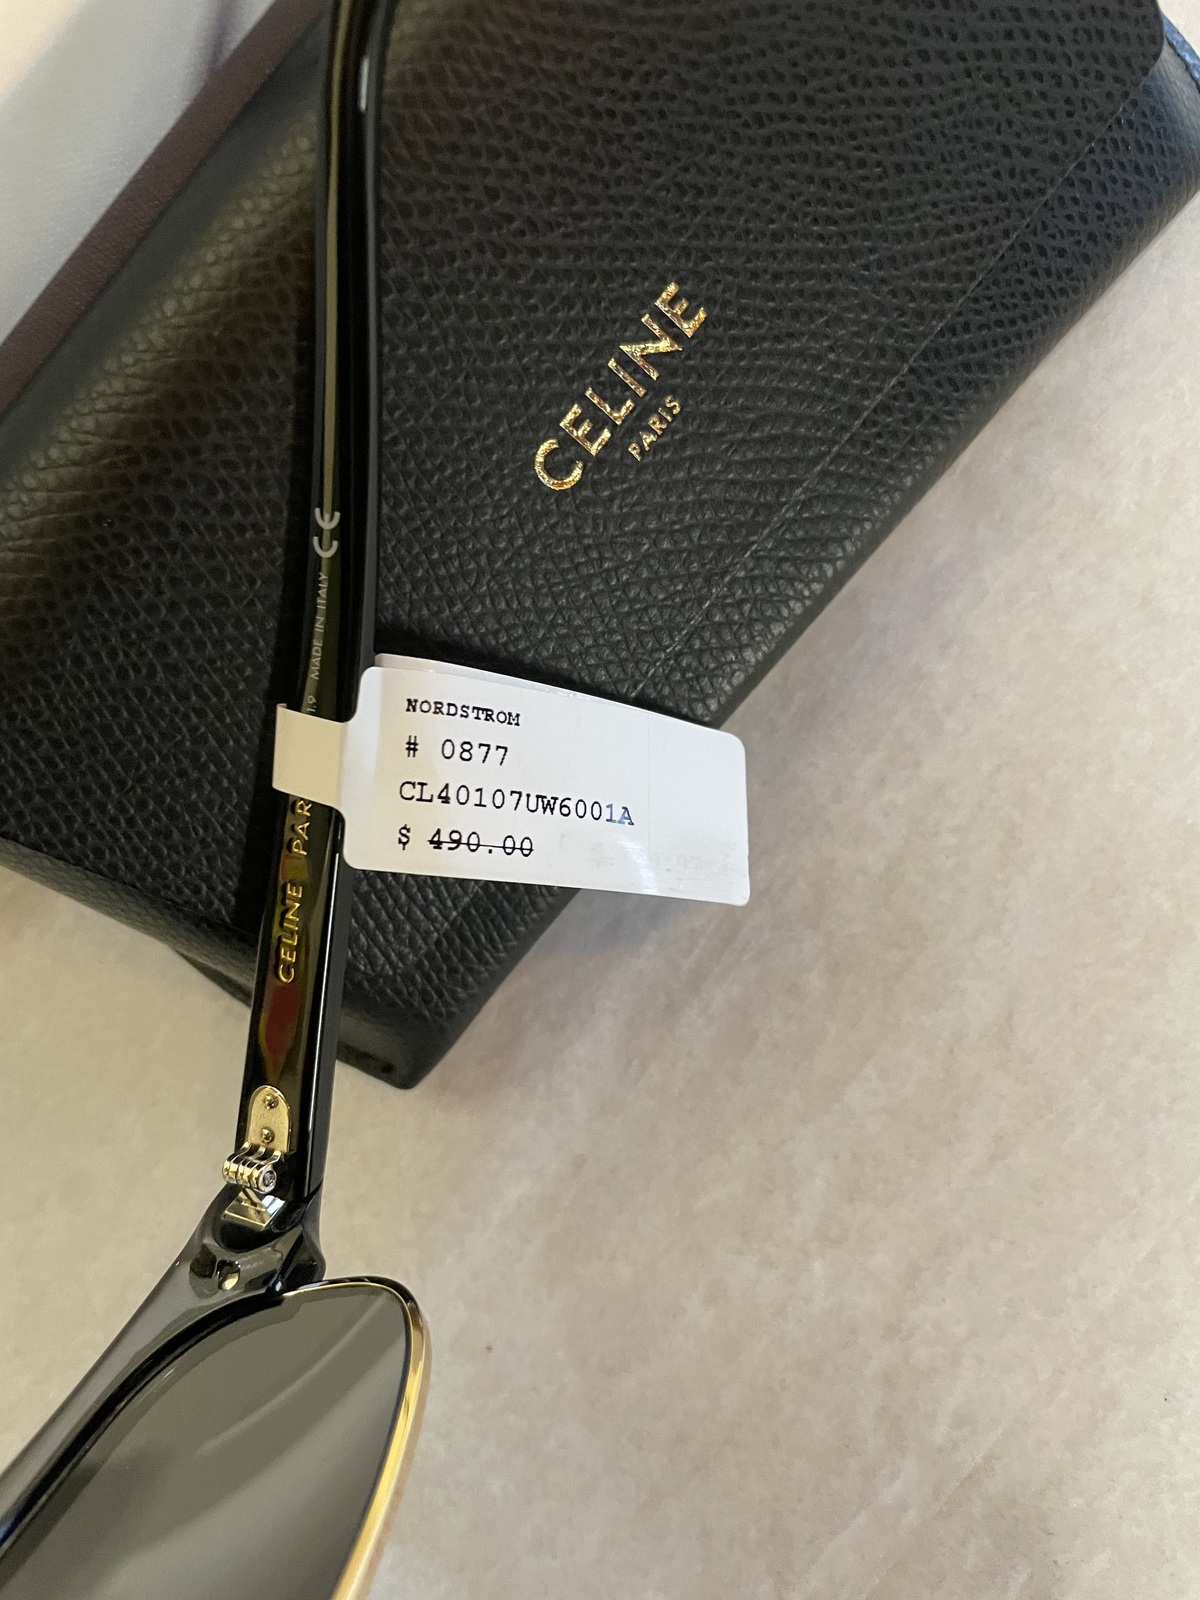 CELINE
PARIS
CE
MADE IN ITALY
NORDSTROM
# 0877
CL40107UW6001A
$ 490.00
CELINE PAR